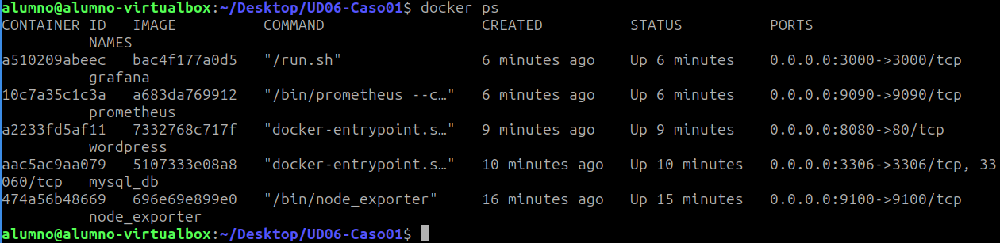 alumno@alumno-virtualbox:~/Desktop/UD06-Caso01$ docker ps
CONTAINER ID   IMAGE          COMMAND                  CREATED          STATUS          PORTS
          NAMES
a510209abeec   bac4f177a0d5   "/run.sh"                6 minutes ago    Up 6 minutes    0.0.0.0:3000->3000/tcp
          grafana
10c7a35c1c3a   a683da769912   "/bin/prometheus --c…"   6 minutes ago    Up 6 minutes    0.0.0.0:9090->9090/tcp
          prometheus
a2233fd5af11   7332768c717f   "docker-entrypoint.s…"   9 minutes ago    Up 9 minutes    0.0.0.0:8080->80/tcp
          wordpress
aac5ac9aa079   5107333e08a8   "docker-entrypoint.s…"   10 minutes ago   Up 10 minutes   0.0.0.0:3306->3306/tcp, 33
060/tcp   mysql_db
474a56b48669   696e69e899e0   "/bin/node_exporter"     16 minutes ago   Up 15 minutes   0.0.0.0:9100->9100/tcp
          node_exporter
alumno@alumno-virtualbox:~/Desktop/UD06-Caso01$